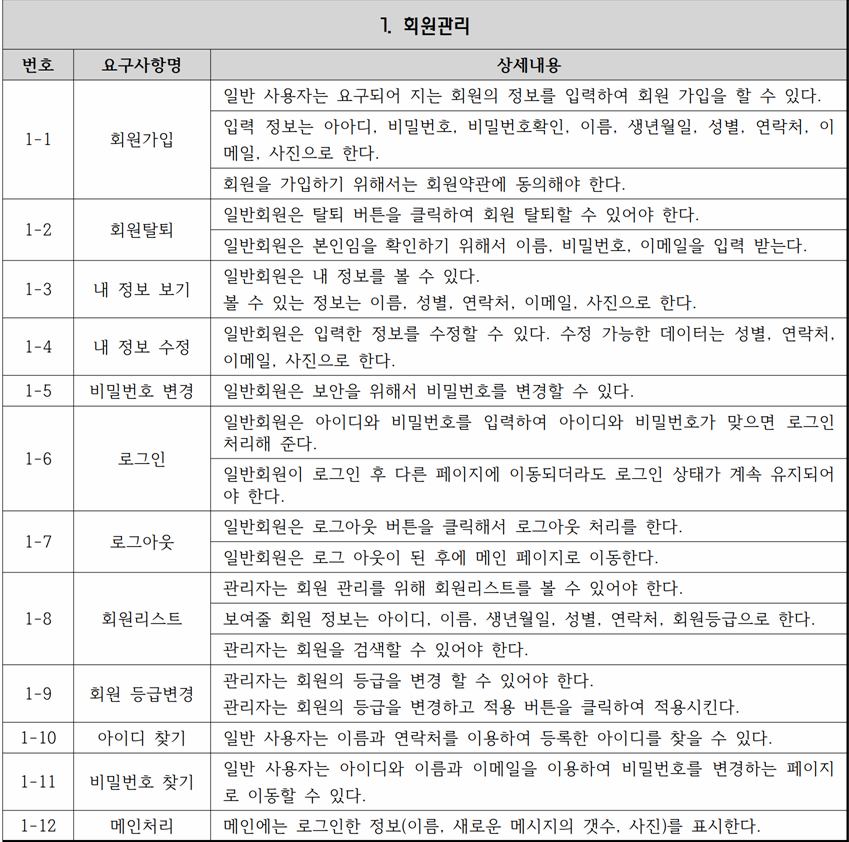 1. 회원관리
번호 요구사항명 상세내용
1-1 회원가입
일반 사용자는 요구되어 지는 회원의 정보를 입력하여 회원 가입을 할 수 있다.
입력 정보는 아아디, 비밀번호, 비밀번호확인, 이름, 생년월일, 성별, 연락처, 이
메일, 사진으로 한다.
회원을 가입하기 위해서는 회원약관에 동의해야 한다.
1-2 회원탈퇴
일반회원은 탈퇴 버튼을 클릭하여 회원 탈퇴할 수 있어야 한다.
일반회원은 본인임을 확인하기 위해서 이름, 비밀번호, 이메일을 입력 받는다.
1-3 내 정보 보기
일반회원은 내 정보를 볼 수 있다.
볼 수 있는 정보는 이름, 성별, 연락처, 이메일, 사진으로 한다.
1-4 내 정보 수정
일반회원은 입력한 정보를 수정할 수 있다. 수정 가능한 데이터는 성별, 연락처,
이메일, 사진으로 한다.
1-5 비밀번호 변경 일반회원은 보안을 위해서 비밀번호를 변경할 수 있다.
1-6 로그인
일반회원은 아이디와 비밀번호를 입력하여 아이디와 비밀번호가 맞으면 로그인
처리해 준다.
일반회원이 로그인 후 다른 페이지에 이동되더라도 로그인 상태가 계속 유지되어
야 한다.
1-7 로그아웃
일반회원은 로그아웃 버튼을 클릭해서 로그아웃 처리를 한다.
일반회원은 로그 아웃이 된 후에 메인 페이지로 이동한다.
1-8 회원리스트
관리자는 회원 관리를 위해 회원리스트를 볼 수 있어야 한다.
보여줄 회원 정보는 아이디, 이름, 생년월일, 성별, 연락처, 회원등급으로 한다.
관리자는 회원을 검색할 수 있어야 한다.
1-9 회원 등급변경
관리자는 회원의 등급을 변경 할 수 있어야 한다.
관리자는 회원의 등급을 변경하고 적용 버튼을 클릭하여 적용시킨다.
1-10 아이디 찾기 일반 사용자는 이름과 연락처를 이용하여 등록한 아이디를 찾을 수 있다.
1-11 비밀번호 찾기
일반 사용자는 아이디와 이름과 이메일을 이용하여 비밀번호를 변경하는 페이지
로 이동할 수 있다.
1-12 메인처리 메인에는 로그인한 정보(이름, 새로운 메시지의 갯수, 사진)를 표시한다.